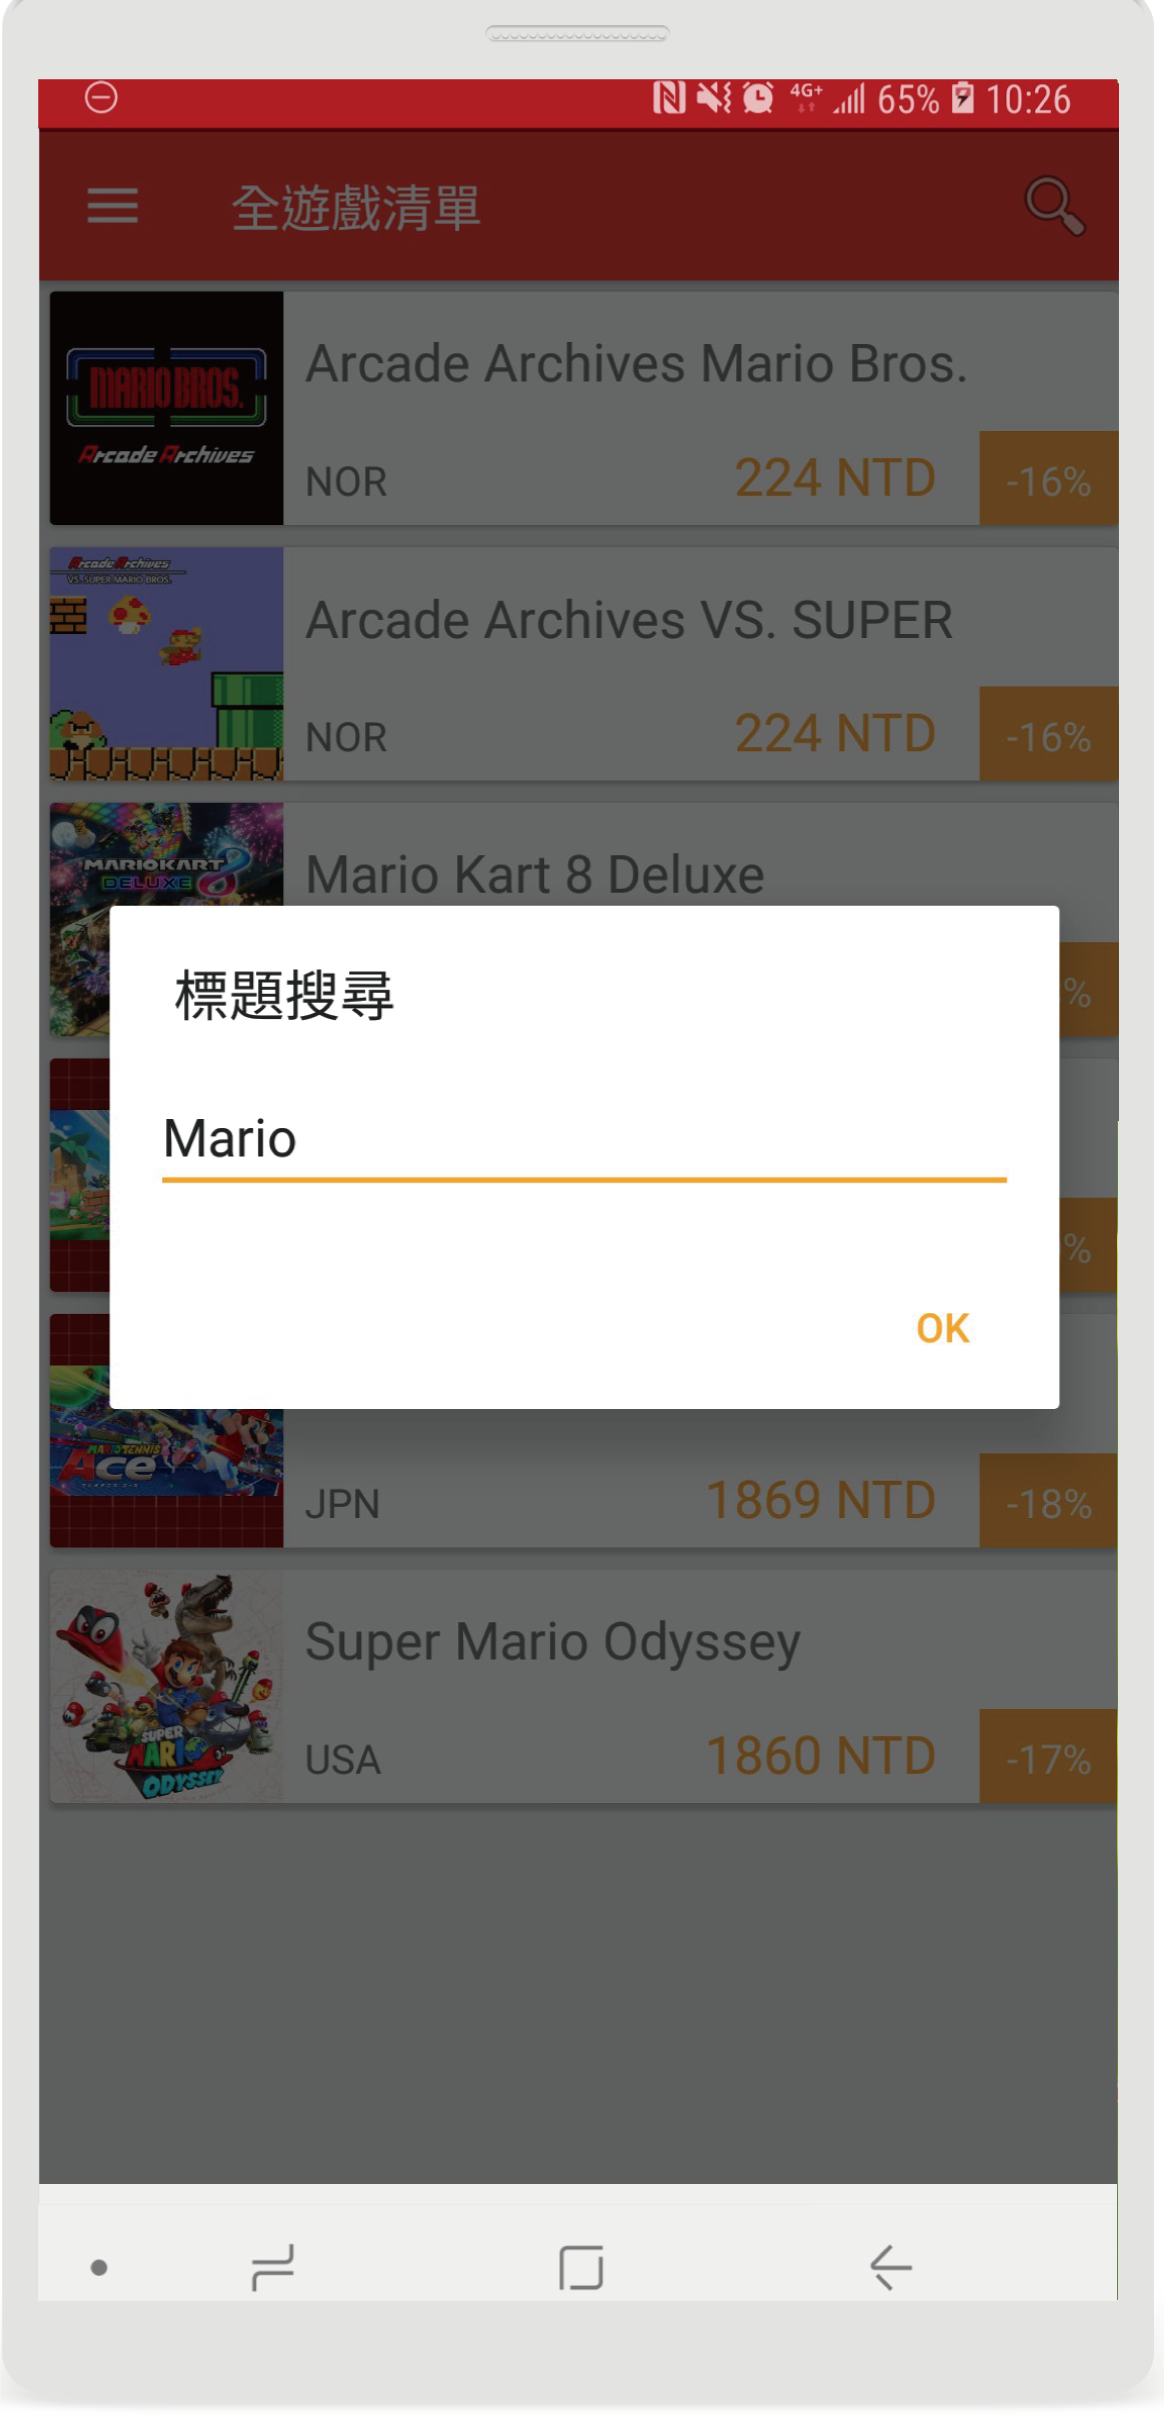 4G+ 65% 10:26
全遊戲清單
MARIO BROS.
Arcade Archives
Arcade Archives Mario Bros.
NOR 224 NTD -16%
Arcade Archives
VS. SUPER MARIO BROS.
Arcade Archives VS. SUPER
NOR 224 NTD -16%
MARIOKART 8
DELUXE
Mario Kart 8 Deluxe
%
標題搜尋
Mario
%
OK
MARIO TENNIS
ACE
JPN 1869 NTD -18%
Super Mario Odyssey
SUPER
MARIO
ODYSSEY
USA 1860 NTD -17%